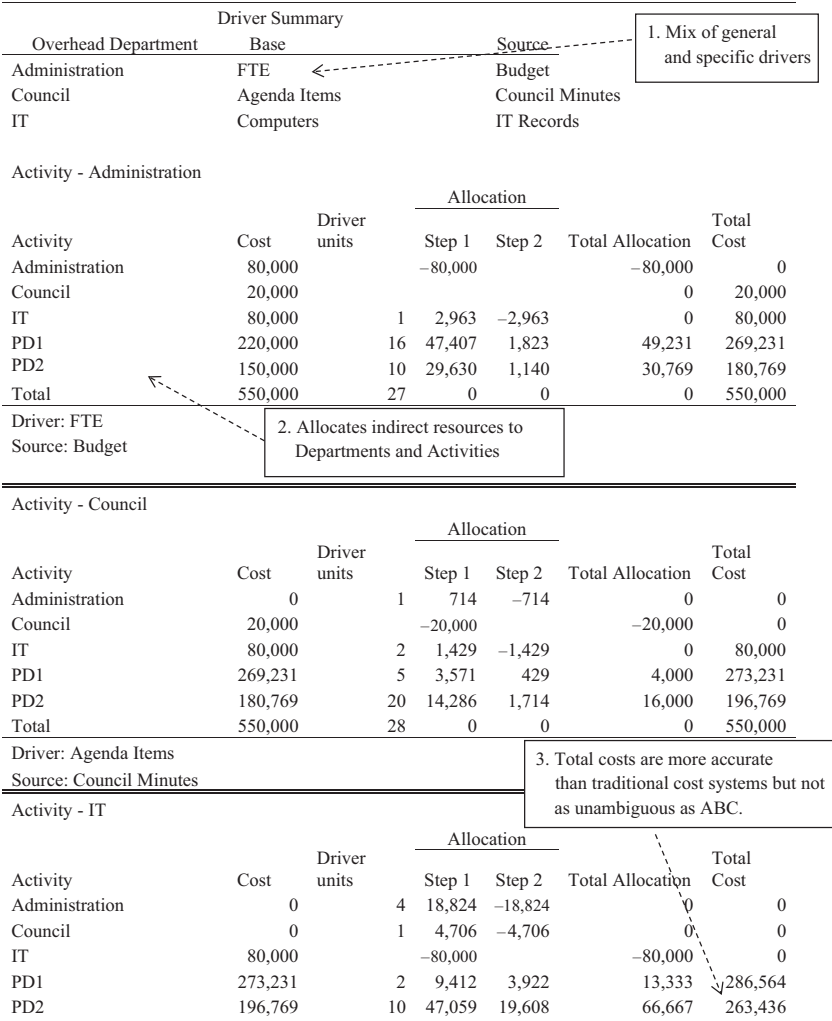 Driver Summary
Overhead Department Base Source
Administration FTE Budget
Council Agenda Items Council Minutes
IT Computers IT Records
1. Mix of general
and specific drivers
Activity - Administration
Allocation
Driver Total
Activity Cost units Step 1 Step 2 Total Allocation Cost
Administration 80,000 –80,000 –80,000 0
Council 20,000 0 20,000
IT 80,000 1 2,963 –2,963 0 80,000
PD1 220,000 16 47,407 1,823 49,231 269,231
PD2 150,000 10 29,630 1,140 30,769 180,769
Total 550,000 27 0 0 0 550,000
Driver: FTE
Source: Budget
2. Allocates indirect resources to
Departments and Activities
Activity - Council
Allocation
Driver Total
Activity Cost units Step 1 Step 2 Total Allocation Cost
Administration 0 1 714 –714 0 0
Council 20,000 –20,000 –20,000 0
IT 80,000 2 1,429 –1,429 0 80,000
PD1 269,231 5 3,571 429 4,000 273,231
PD2 180,769 20 14,286 1,714 16,000 196,769
Total 550,000 28 0 0 0 550,000
Driver: Agenda Items
Source: Council Minutes
3. Total costs are more accurate
than traditional cost systems but not
as unambiguous as ABC.
Activity - IT
Allocation
Driver Total
Activity Cost units Step 1 Step 2 Total Allocation Cost
Administration 0 4 18,824 –18,824 0 0
Council 0 1 4,706 –4,706 0 0
IT 80,000 –80,000 –80,000 0
PD1 273,231 2 9,412 3,922 13,333 286,564
PD2 196,769 10 47,059 19,608 66,667 263,436